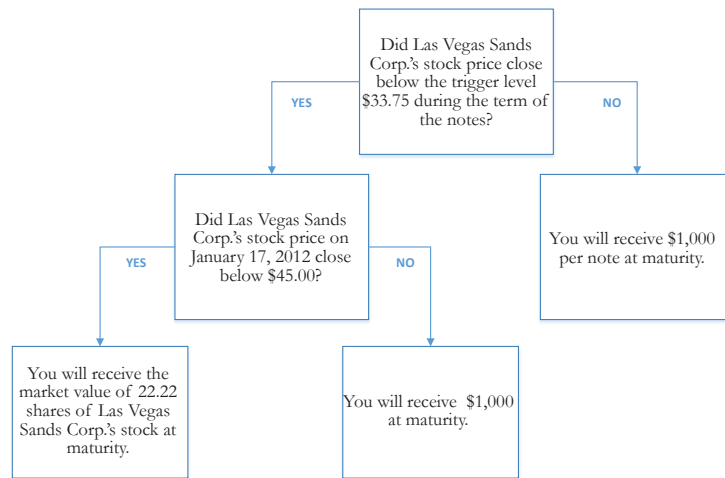 Did Las Vegas Sands
Corp.'s stock price close
below the trigger level
$33.75 during the term of
the notes?
YES
NO
Did Las Vegas Sands
Corp.'s stock price on
January 17, 2012 close
below $45.00?
You will receive $1,000
per note at maturity.
YES
NO
You will receive the
market value of 22.22
shares of Las Vegas
Sands Corp.'s stock at
maturity.
You will receive $1,000
at maturity.